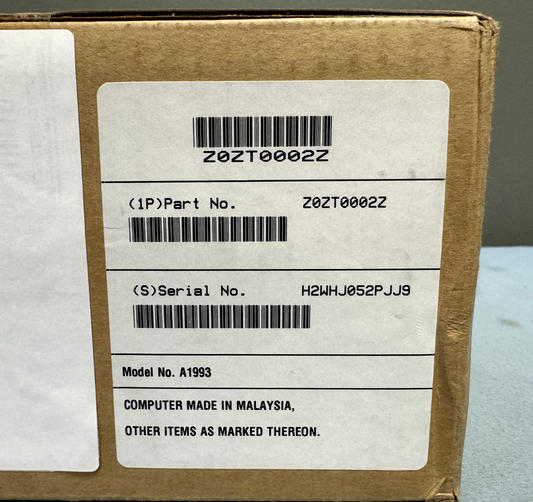 Z0ZT0002Z
(1P)Part No. Z0ZT0002Z
(S)Serial No. H2WHJ052PJJ9
Model No. A1993
COMPUTER MADE IN MALAYSIA,
OTHER ITEMS AS MARKED THEREON.